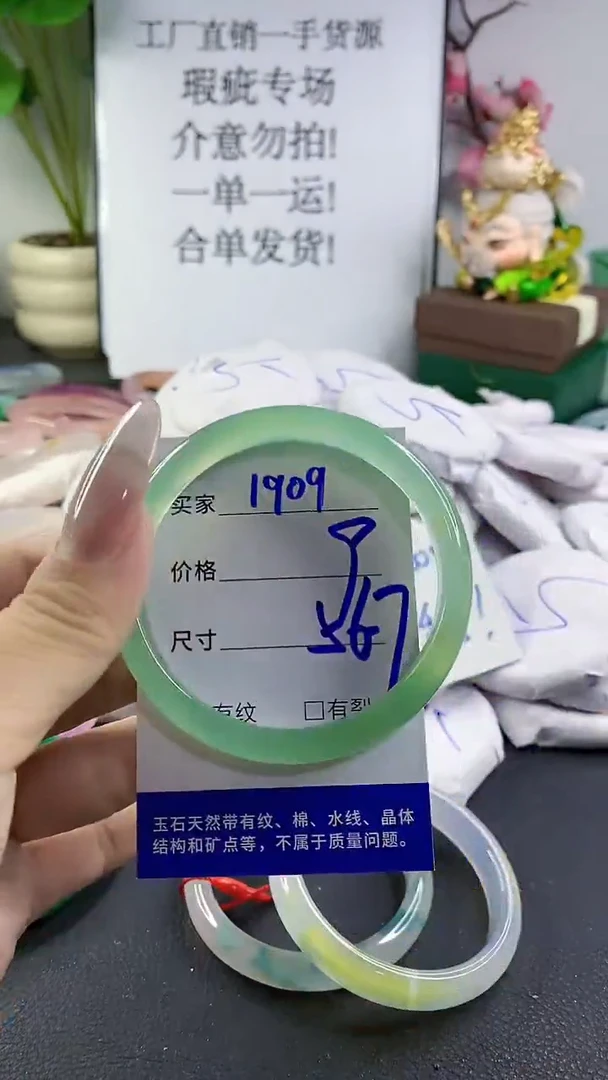 工厂直销一手货源
瑕疵专场
介意勿拍!
一单一运!
合单发货!
买家 1909
价格
尺寸 567
有纹 □有裂
玉石天然带有纹、棉、水线、晶体
结构和矿点等，不属于质量问题。